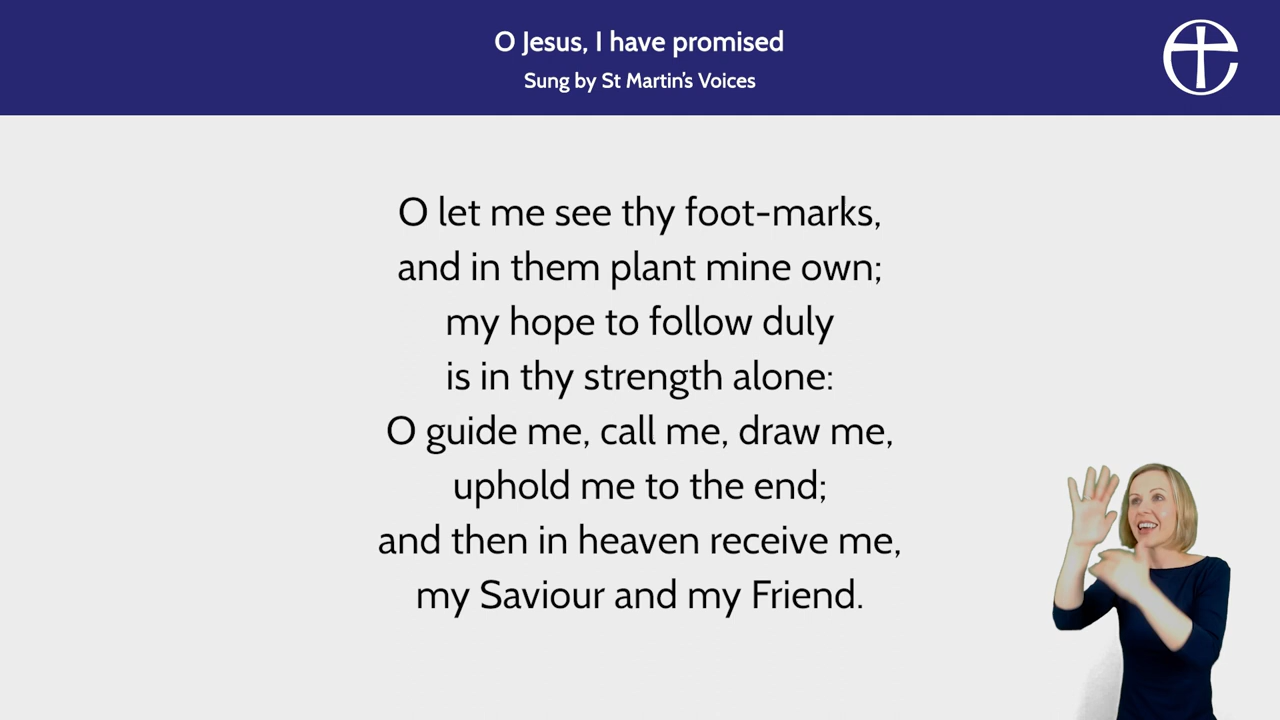 O Jesus, I have promised
Sung by St Martin's Voices
O let me see thy foot-marks,
and in them plant mine own;
my hope to follow duly
is in thy strength alone:
O guide me, call me, draw me,
uphold me to the end;
and then in heaven receive me,
my Saviour and my Friend.